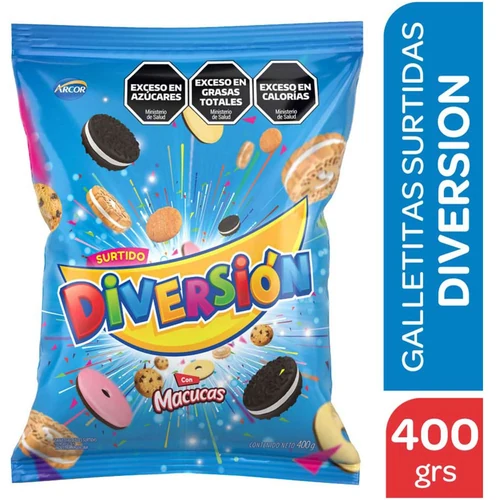 ARCOR
EXCESO EN
AZÚCARES
Ministerio
de Salud
EXCESO EN
GRASAS
TOTALES
Ministerio
de Salud
EXCESO EN
CALORÍAS
Ministerio
de Salud
SURTIDO
DiVERSIÓN
Con
Macucas
CONTENIDO NETO 400g
GALLETITAS SURTIDAS
DIVERSION
400
grs